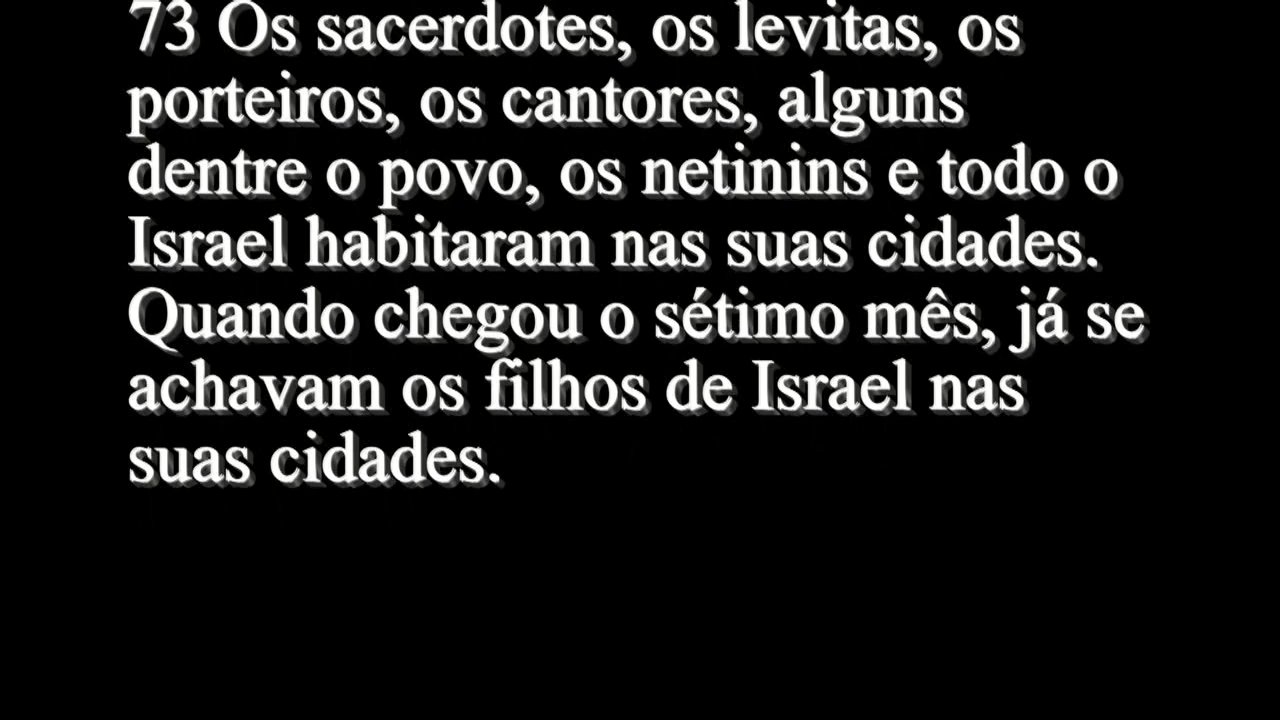 73 Os sacerdotes, os levitas, os
porteiros, os cantores, alguns
dentre o povo, os netinins e todo o
Israel habitaram nas suas cidades.
Quando chegou o sétimo mês, já se
achavam os filhos de Israel nas
suas cidades.